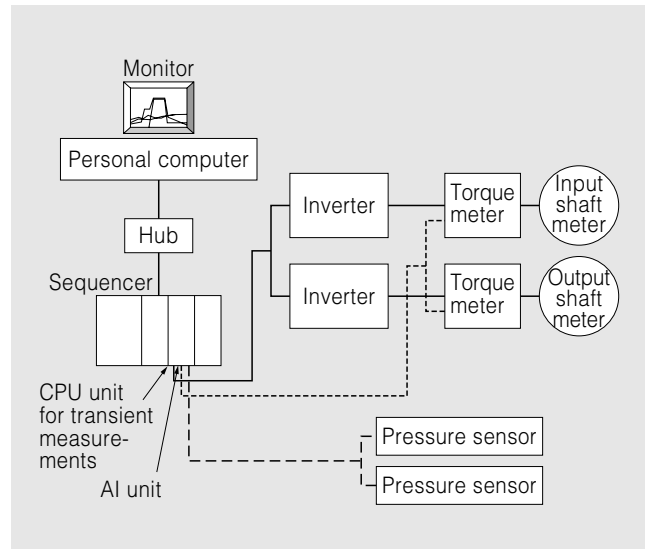 Monitor
Personal computer
Hub
Sequencer
CPU unit
for transient
measure-
ments
AI unit
Inverter
Torque
meter
Input
shaft
meter
Inverter
Torque
meter
Output
shaft
meter
Pressure sensor
Pressure sensor